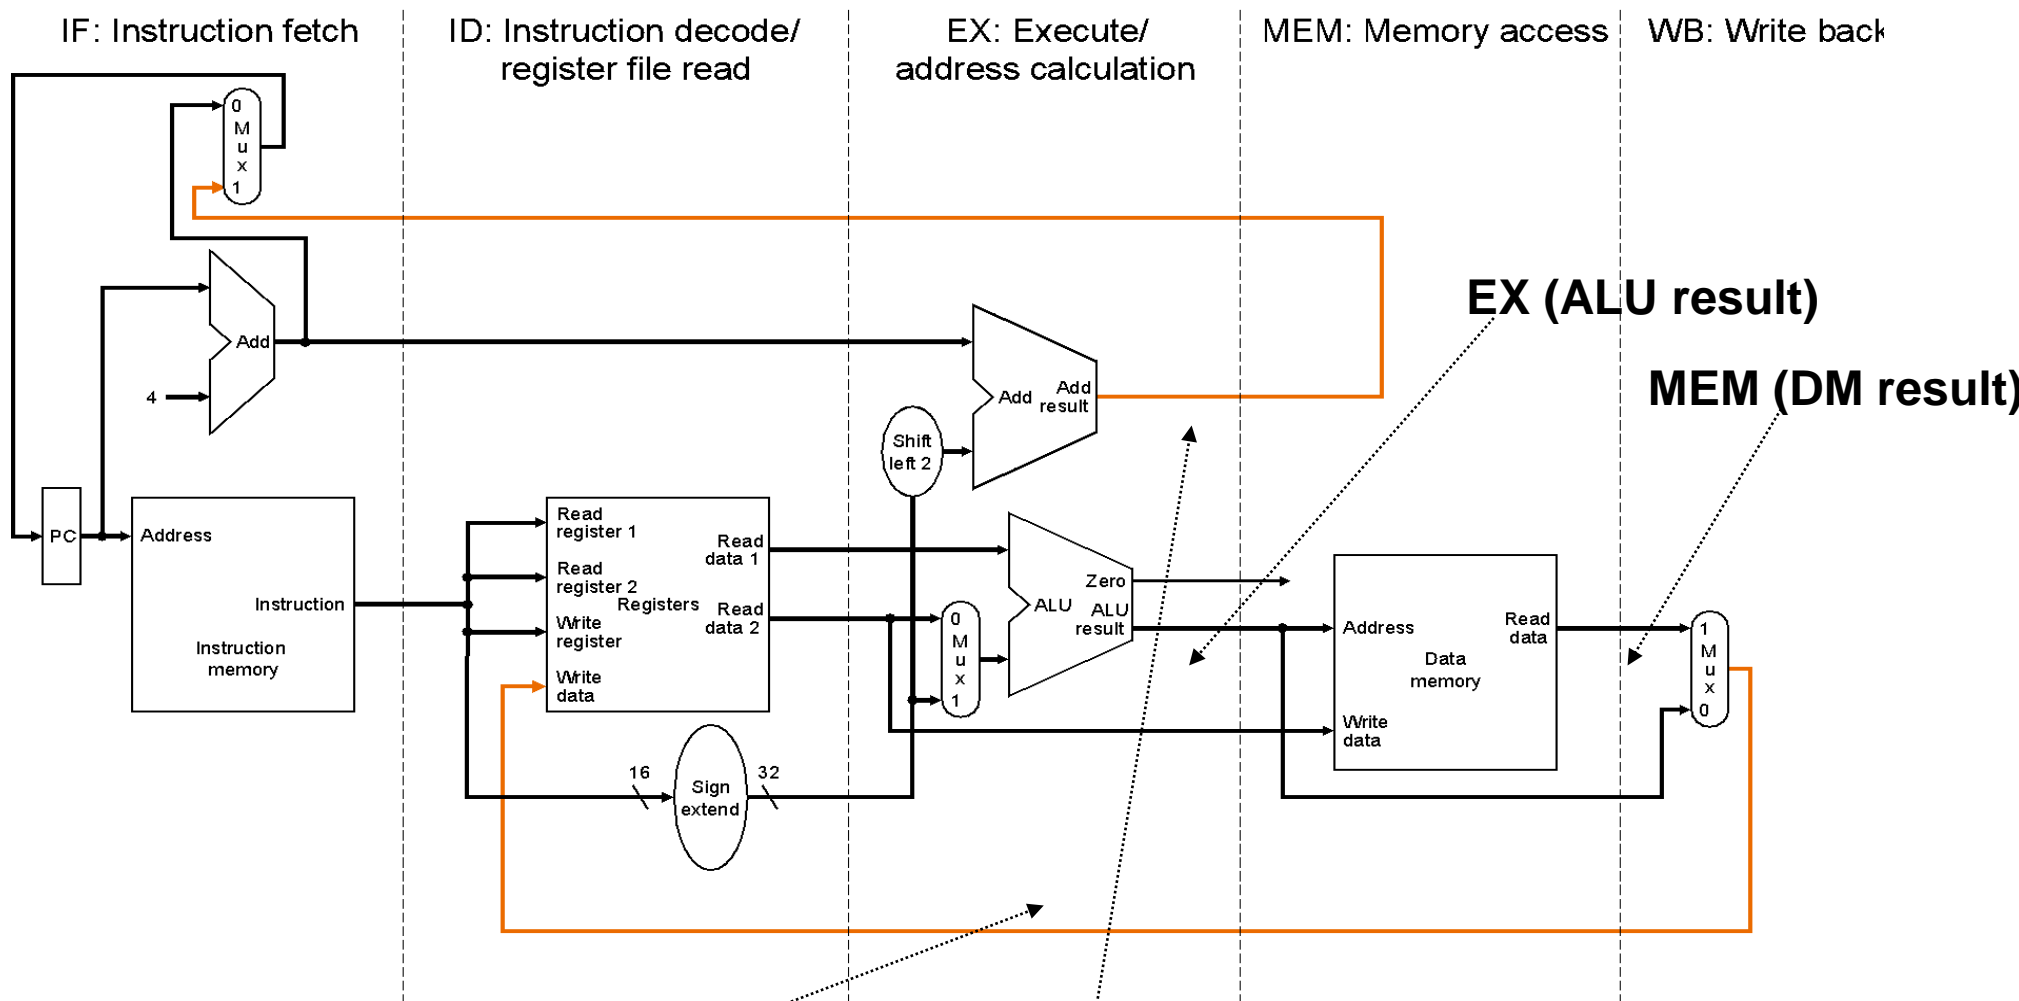 IF: Instruction fetch
ID: Instruction decode/
register file read
EX: Execute/
address calculation
MEM: Memory access
WB: Write back
0
M
u
x
1
Add
4
PC
Address
Instruction
Instruction
memory
Read
register 1
Read
register 2
Write
register
Write
data
Registers
Read
data 1
Read
data 2
16
Sign
extend
32
Shift
left 2
Add
Add
result
0
M
u
x
1
Zero
ALU
ALU
result
EX (ALU result)
MEM (DM result)
Address
Read
data
Data
memory
Write
data
1
M
u
x
0